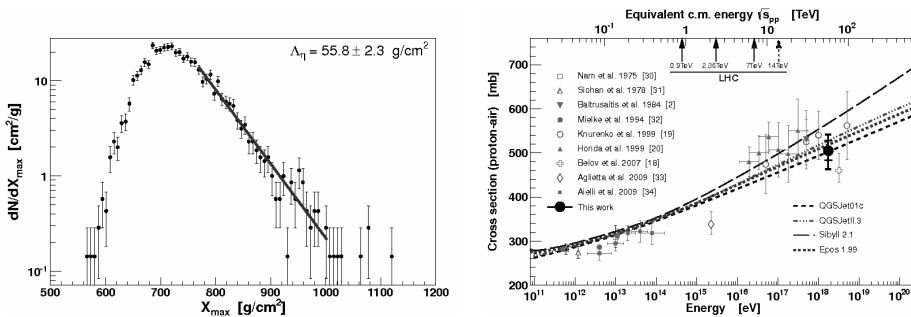 Λη = 55.8 ± 2.3 g/cm²
dN/dXmax [cm²/g]
10
1
10⁻¹
500 600 700 800 900 1000 1100 1200
Xmax [g/cm²]
Equivalent c.m. energy √spp [TeV]
10⁻¹ 1 10 10²
0.9TeV 2.36TeV 7TeV 14TeV
LHC
Cross section (proton-air) [mb]
700
600
500
400
300
200
Nam et al. 1975 [30]
Siohan et al. 1978 [31]
Baltrusaitis et al. 1984 [2]
Mielke et al. 1994 [32]
Knurenko et al. 1999 [19]
Honda et al. 1999 [20]
Belov et al. 2007 [18]
Aglietta et al. 2009 [33]
Aielli et al. 2009 [34]
This work
QGSJet01c
QGSJetII.3
Sibyll 2.1
Epos 1.99
10¹¹ 10¹² 10¹³ 10¹⁴ 10¹⁵ 10¹⁶ 10¹⁷ 10¹⁸ 10¹⁹ 10²⁰
Energy [eV]